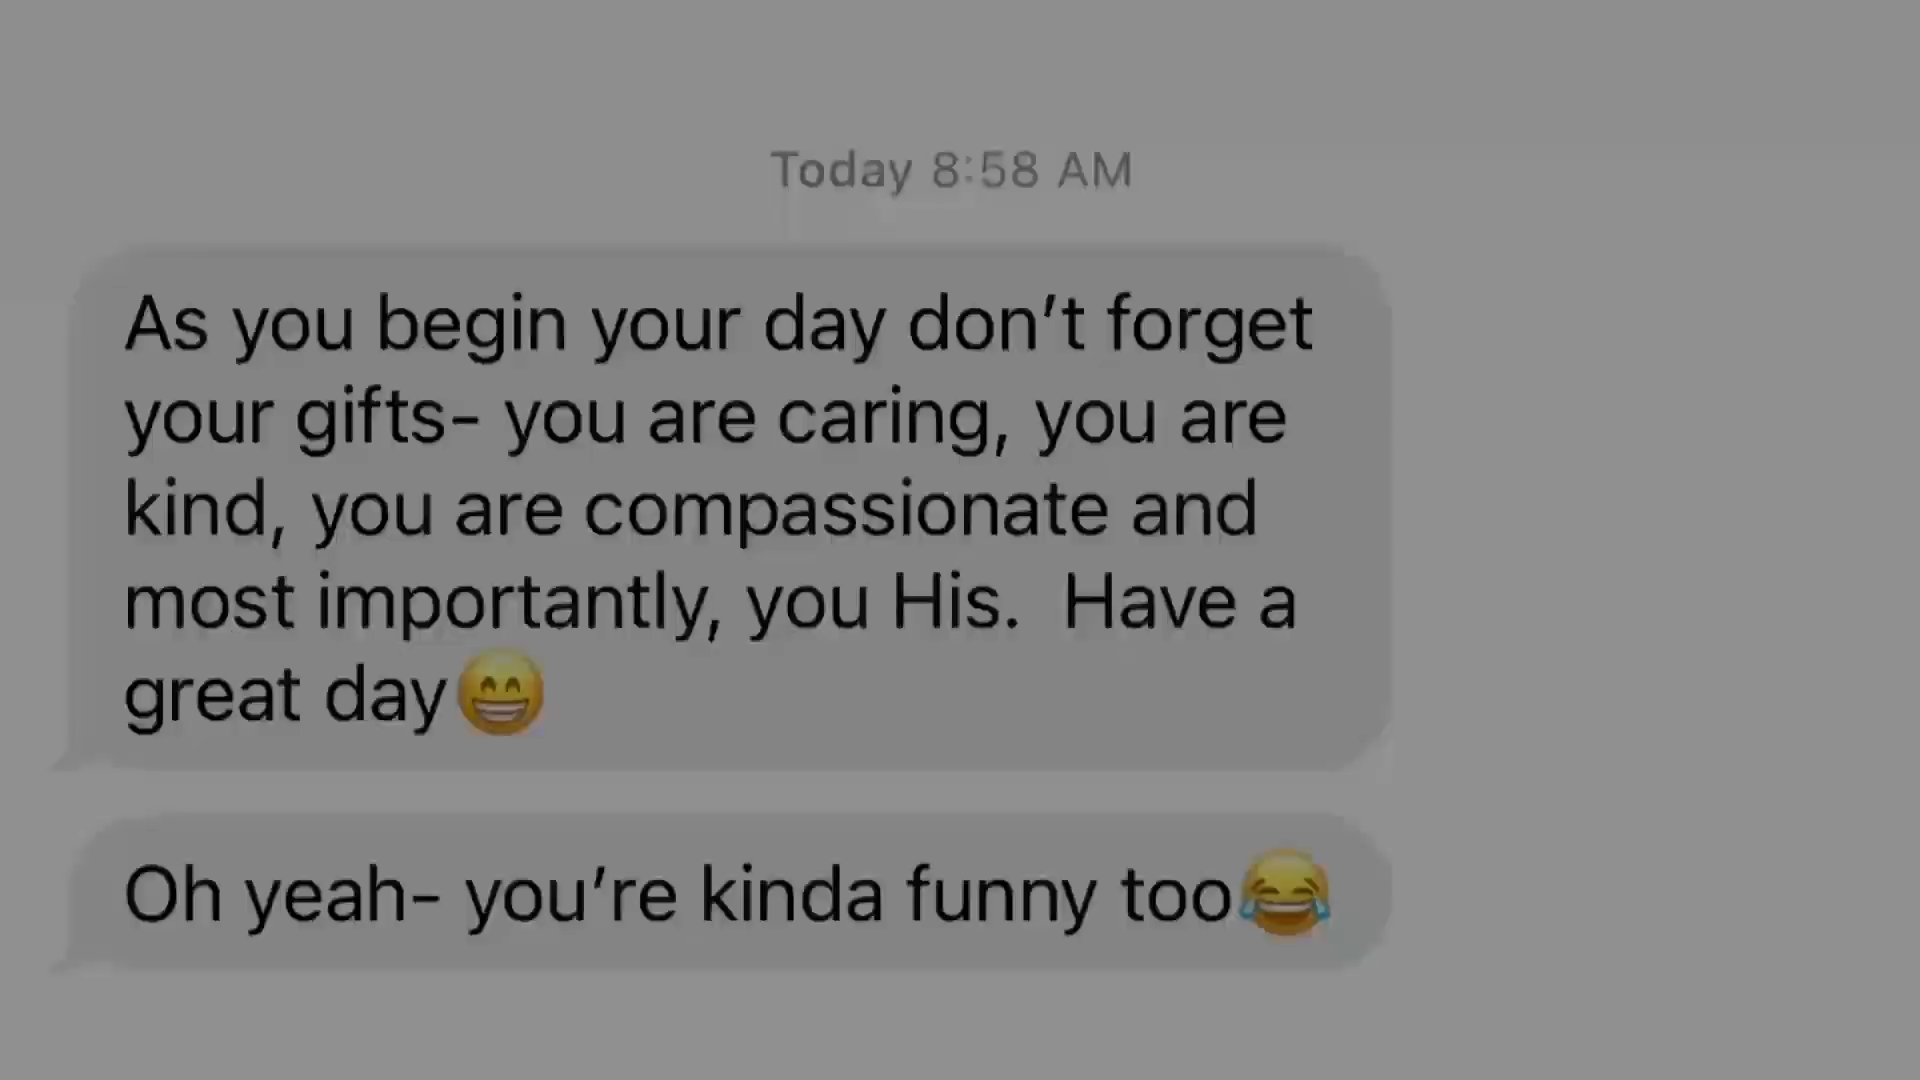 Today 8:58 AM
As you begin your day don’t forget
your gifts- you are caring, you are
kind, you are compassionate and
most importantly, you His.  Have a
great day😁
Oh yeah- you’re kinda funny too😂